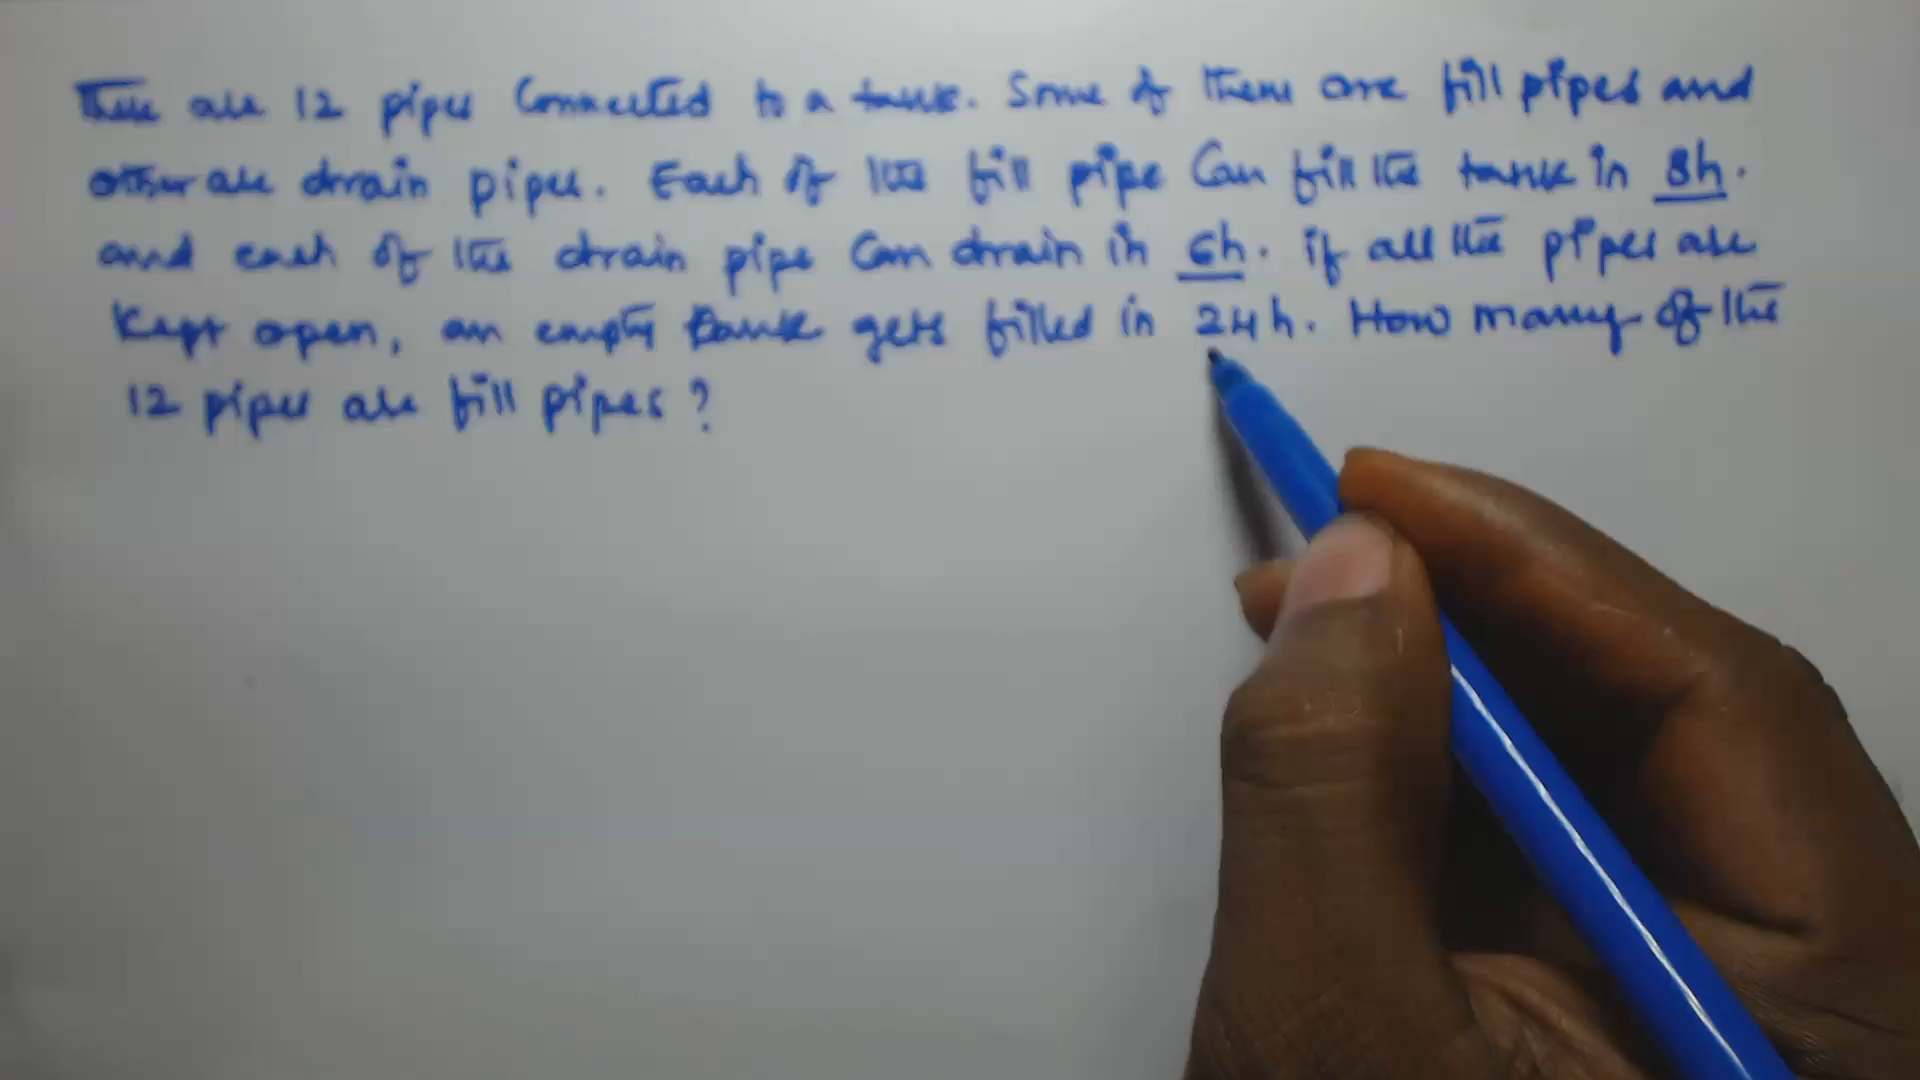 There are 12 pipes Connected to a tank. Some of them are fill pipes and
other are drain pipes. Each of the fill pipe Can fill the tank in 8h.
and each of the drain pipe Can drain in 6h. if all the pipes are
Kept open, an empty tank gets filled in 24h. How many of the
12 pipes are fill pipes?